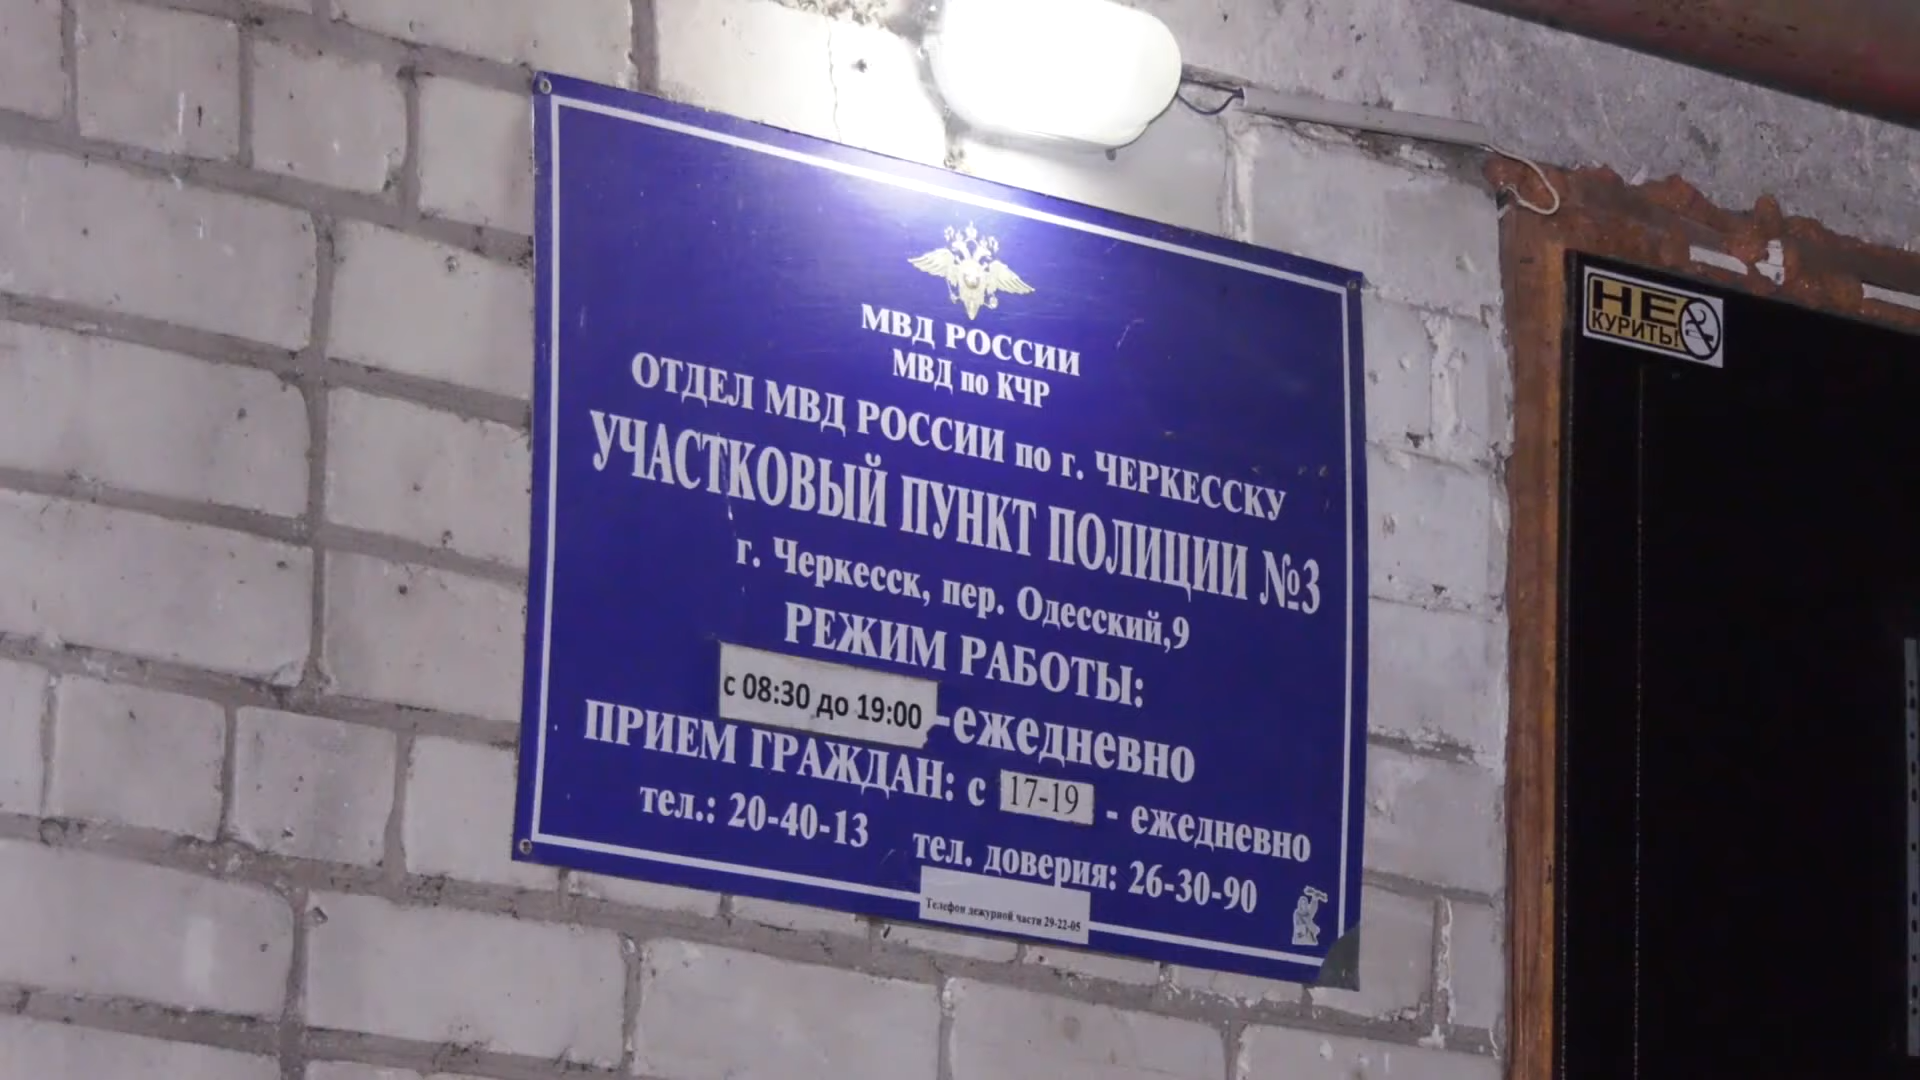 МВД РОССИИ
МВД по КЧР
ОТДЕЛ МВД РОССИИ по г. ЧЕРКЕССКУ
УЧАСТКОВЫЙ ПУНКТ ПОЛИЦИИ №3
г. Черкесск, пер. Одесский,9
РЕЖИМ РАБОТЫ:
с 08:30 до 19:00 -ежедневно
ПРИЕМ ГРАЖДАН: с 17-19 - ежедневно
тел.: 20-40-13 тел. доверия: 26-30-90
Телефон дежурной части 29-22-05
НЕ
КУРИТЬ!